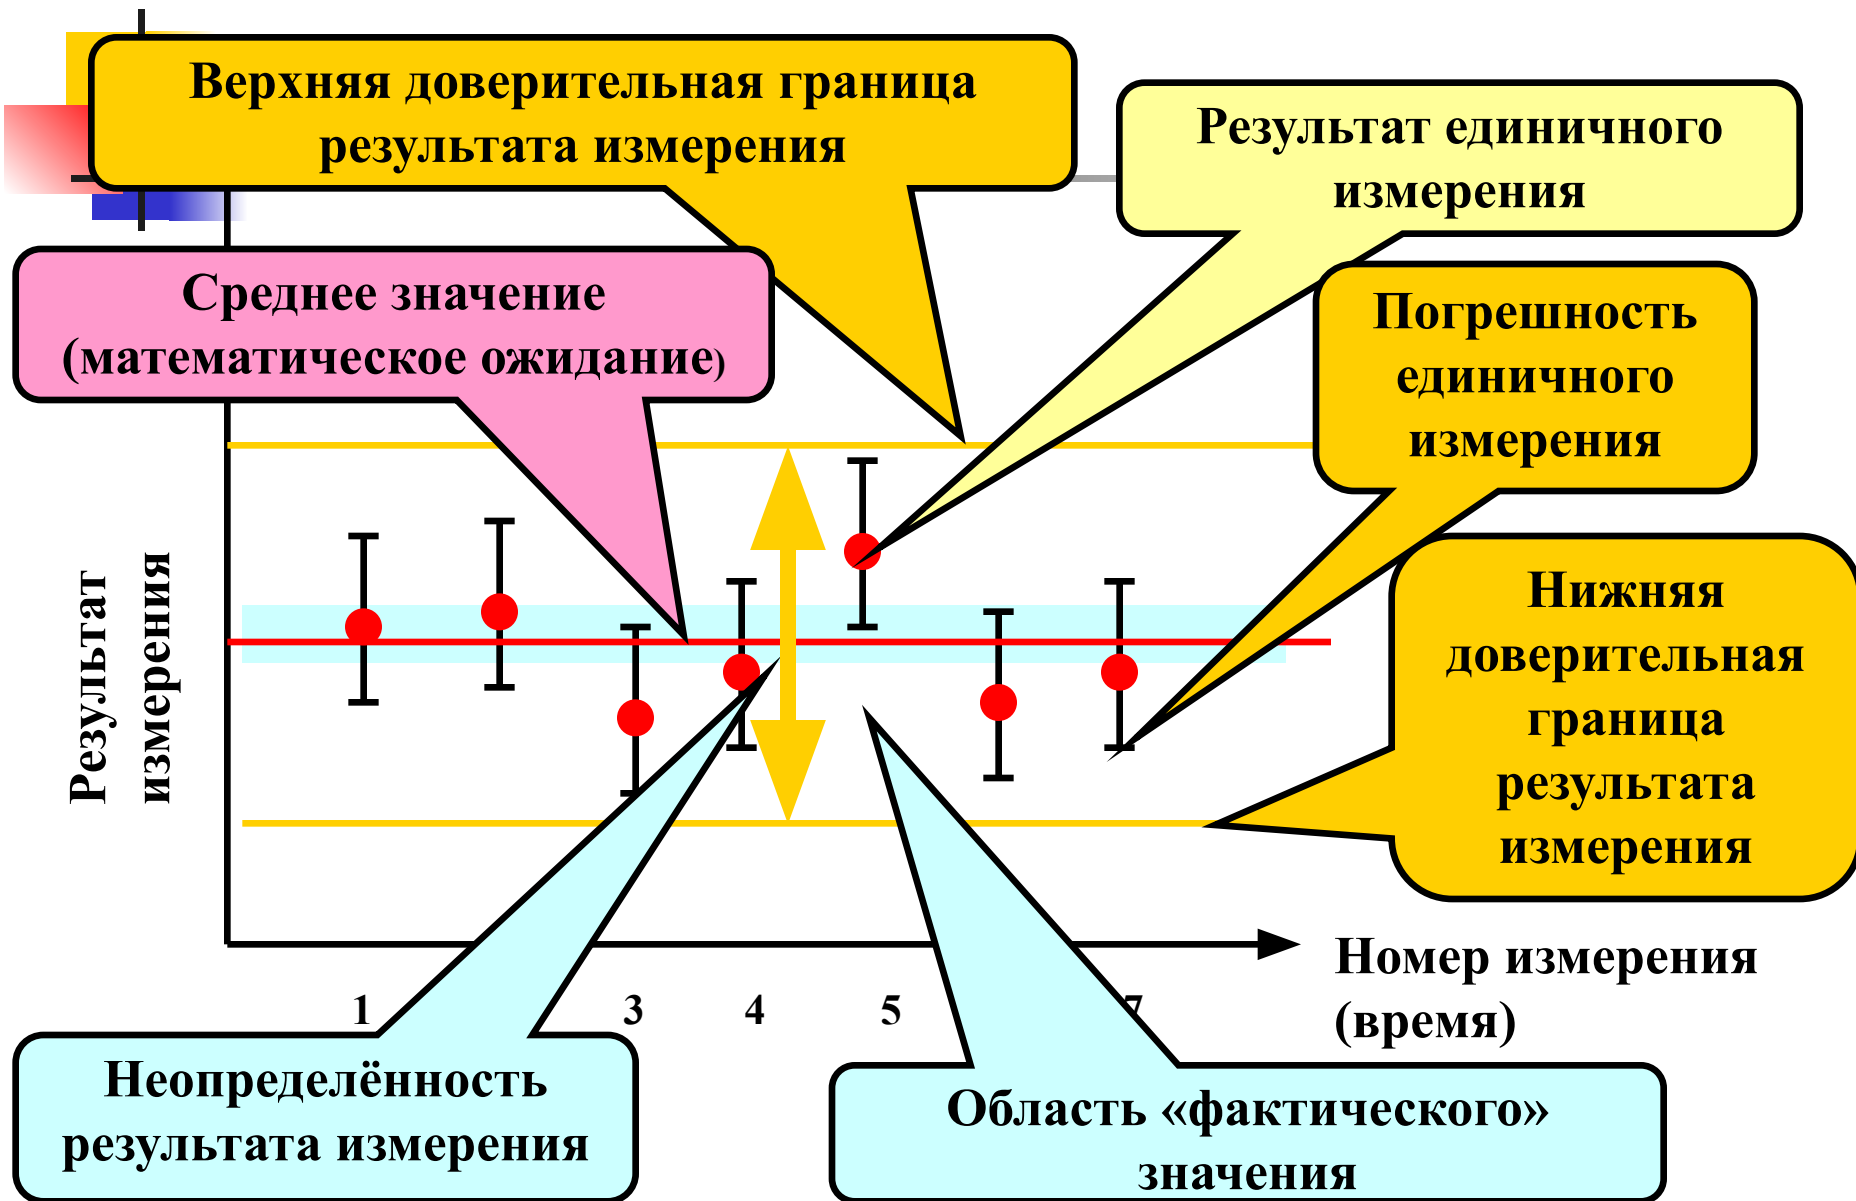 Верхняя доверительная граница
результата измерения
Результат единичного
измерения
Среднее значение
(математическое ожидание)
Погрешность
единичного
измерения
Нижняя
доверительная
граница
результата
измерения
Результат
измерения
Номер измерения
(время)
1 3 4 5 7
Неопределённость
результата измерения
Область «фактического»
значения